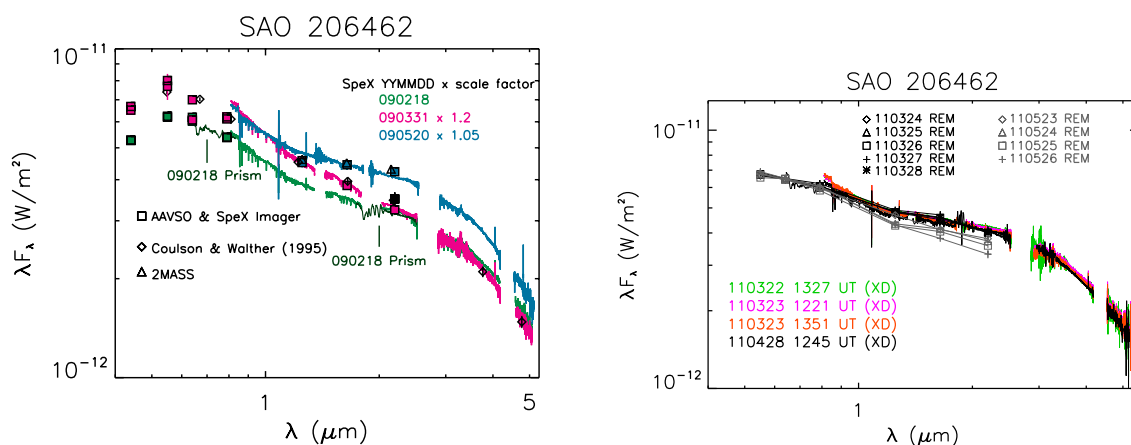 SAO 206462
10⁻¹¹
SpeX YYMMDD x scale factor
090218
090331 x 1.2
090520 x 1.05
090218 Prism
AAVSO & SpeX Imager
Coulson & Walther (1995)
2MASS
090218 Prism
λFλ (W/m²)
10⁻¹²
1
5
λ (μm)
SAO 206462
10⁻¹¹
110324 REM
110325 REM
110326 REM
110327 REM
110328 REM
110523 REM
110524 REM
110525 REM
110526 REM
λFλ (W/m²)
110322 1327 UT (XD)
110323 1221 UT (XD)
110323 1351 UT (XD)
110428 1245 UT (XD)
10⁻¹²
1
λ (μm)